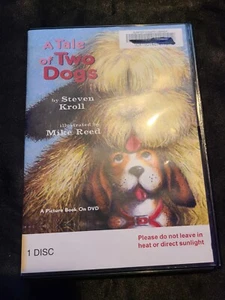 A Tale
of Two
Dogs
by Steven
Kroll
illustrated by
Mike Reed
A Picture Book On DVD
1 DISC
Please do not leave in
heat or direct sunlight